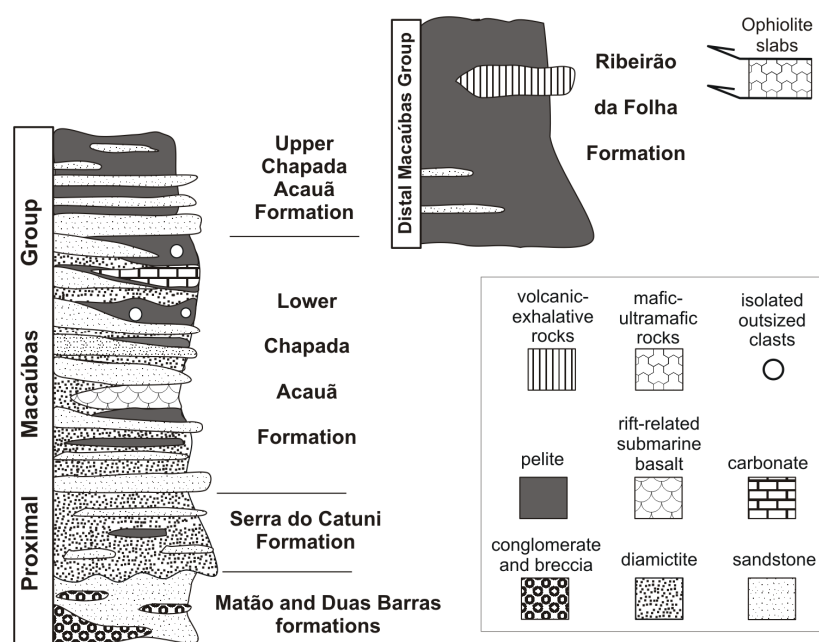 Proximal Macaúbas Group
Upper
Chapada
Acauã
Formation
Lower
Chapada
Acauã
Formation
Serra do Catuni
Formation
Matão and Duas Barras
formations
Distal Macaúbas Group
Ribeirão
da Folha
Formation
Ophiolite
slabs
volcanic-
exhalative
rocks
mafic-
ultramafic
rocks
isolated
outsized
clasts
pelite
rift-related
submarine
basalt
carbonate
conglomerate
and breccia
diamictite
sandstone